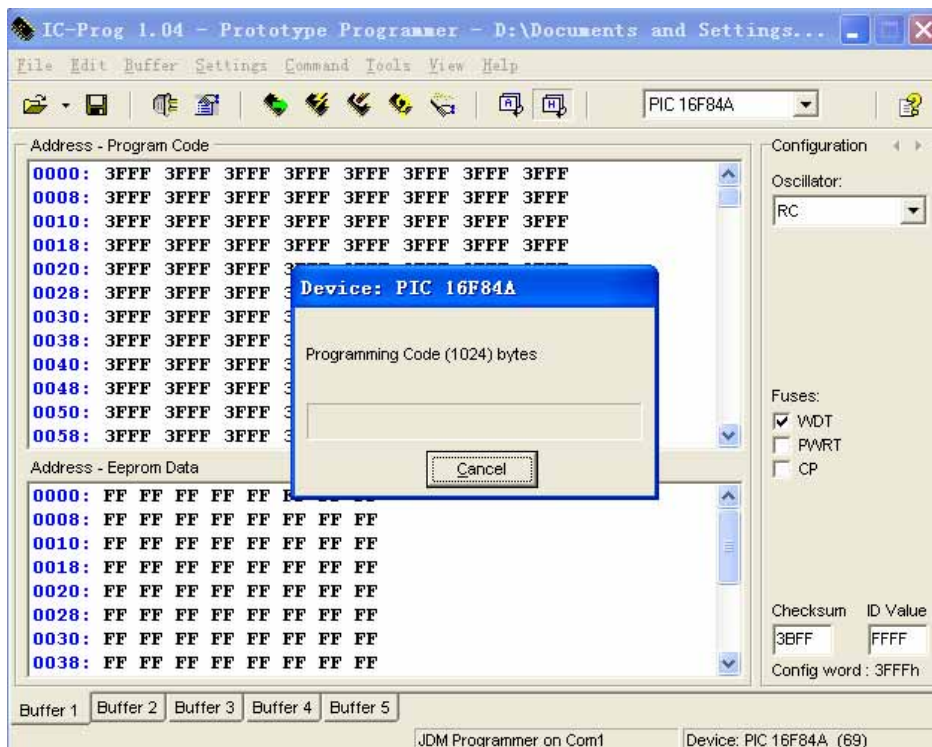 IC-Prog 1.04 - Prototype Programmer - D:\Documents and Settings...
File Edit Buffer Settings Command Tools View Help
PIC 16F84A
Address - Program Code
0000: 3FFF 3FFF 3FFF 3FFF 3FFF 3FFF 3FFF 3FFF
0008: 3FFF 3FFF 3FFF 3FFF 3FFF 3FFF 3FFF 3FFF
0010: 3FFF 3FFF 3FFF 3FFF 3FFF 3FFF 3FFF 3FFF
0018: 3FFF 3FFF 3FFF 3FFF 3FFF 3FFF 3FFF 3FFF
0020: 3FFF 3FFF 3FFF
0028: 3FFF 3FFF 3FFF
0030: 3FFF 3FFF 3FFF
0038: 3FFF 3FFF 3FFF
0040: 3FFF 3FFF 3FFF
0048: 3FFF 3FFF 3FFF
0050: 3FFF 3FFF 3FFF
0058: 3FFF 3FFF 3FFF
Device: PIC 16F84A
Programming Code (1024) bytes
Cancel
Address - Eeprom Data
0000: FF FF FF FF FF
0008: FF FF FF FF FF FF FF FF
0010: FF FF FF FF FF FF FF FF
0018: FF FF FF FF FF FF FF FF
0020: FF FF FF FF FF FF FF FF
0028: FF FF FF FF FF FF FF FF
0030: FF FF FF FF FF FF FF FF
0038: FF FF FF FF FF FF FF FF
Configuration
Oscillator:
RC
Fuses:
WDT
PWRT
CP
Checksum ID Value
3BFF FFFF
Config word : 3FFFh
Buffer 1 Buffer 2 Buffer 3 Buffer 4 Buffer 5
JDM Programmer on Com1 Device: PIC 16F84A (69)